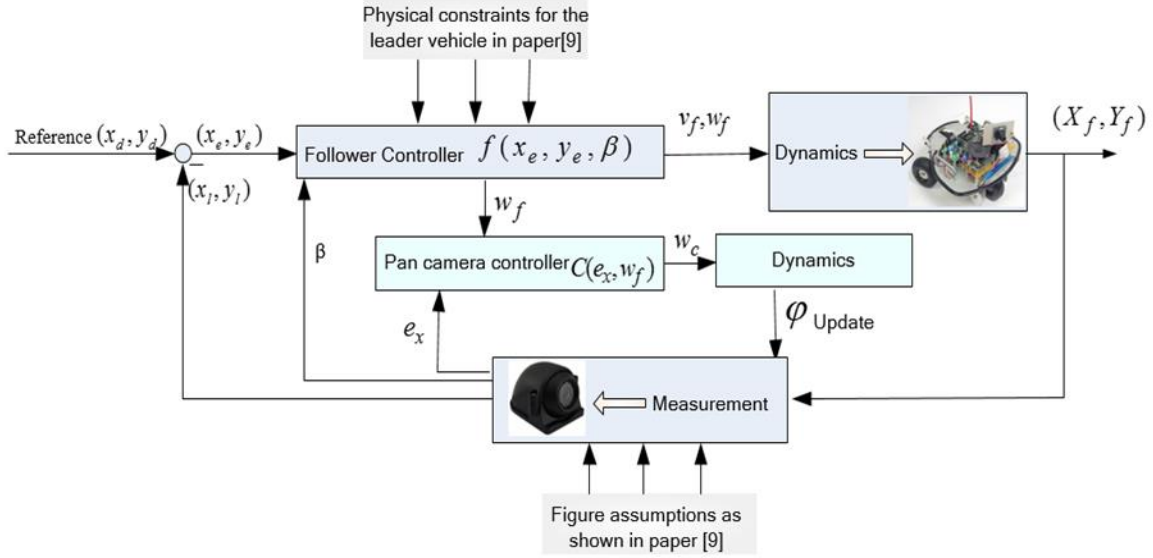 Physical constraints for the
leader vehicle in paper[9]
Reference (x_d, y_d)
(x_e, y_e)
(x_l, y_l)
Follower Controller f(x_e, y_e, β)
v_f, w_f
Dynamics
(X_f, Y_f)
w_f
β
Pan camera controller C(e_x, w_f)
w_c
Dynamics
e_x
φ Update
Measurement
Figure assumptions as
shown in paper [9]